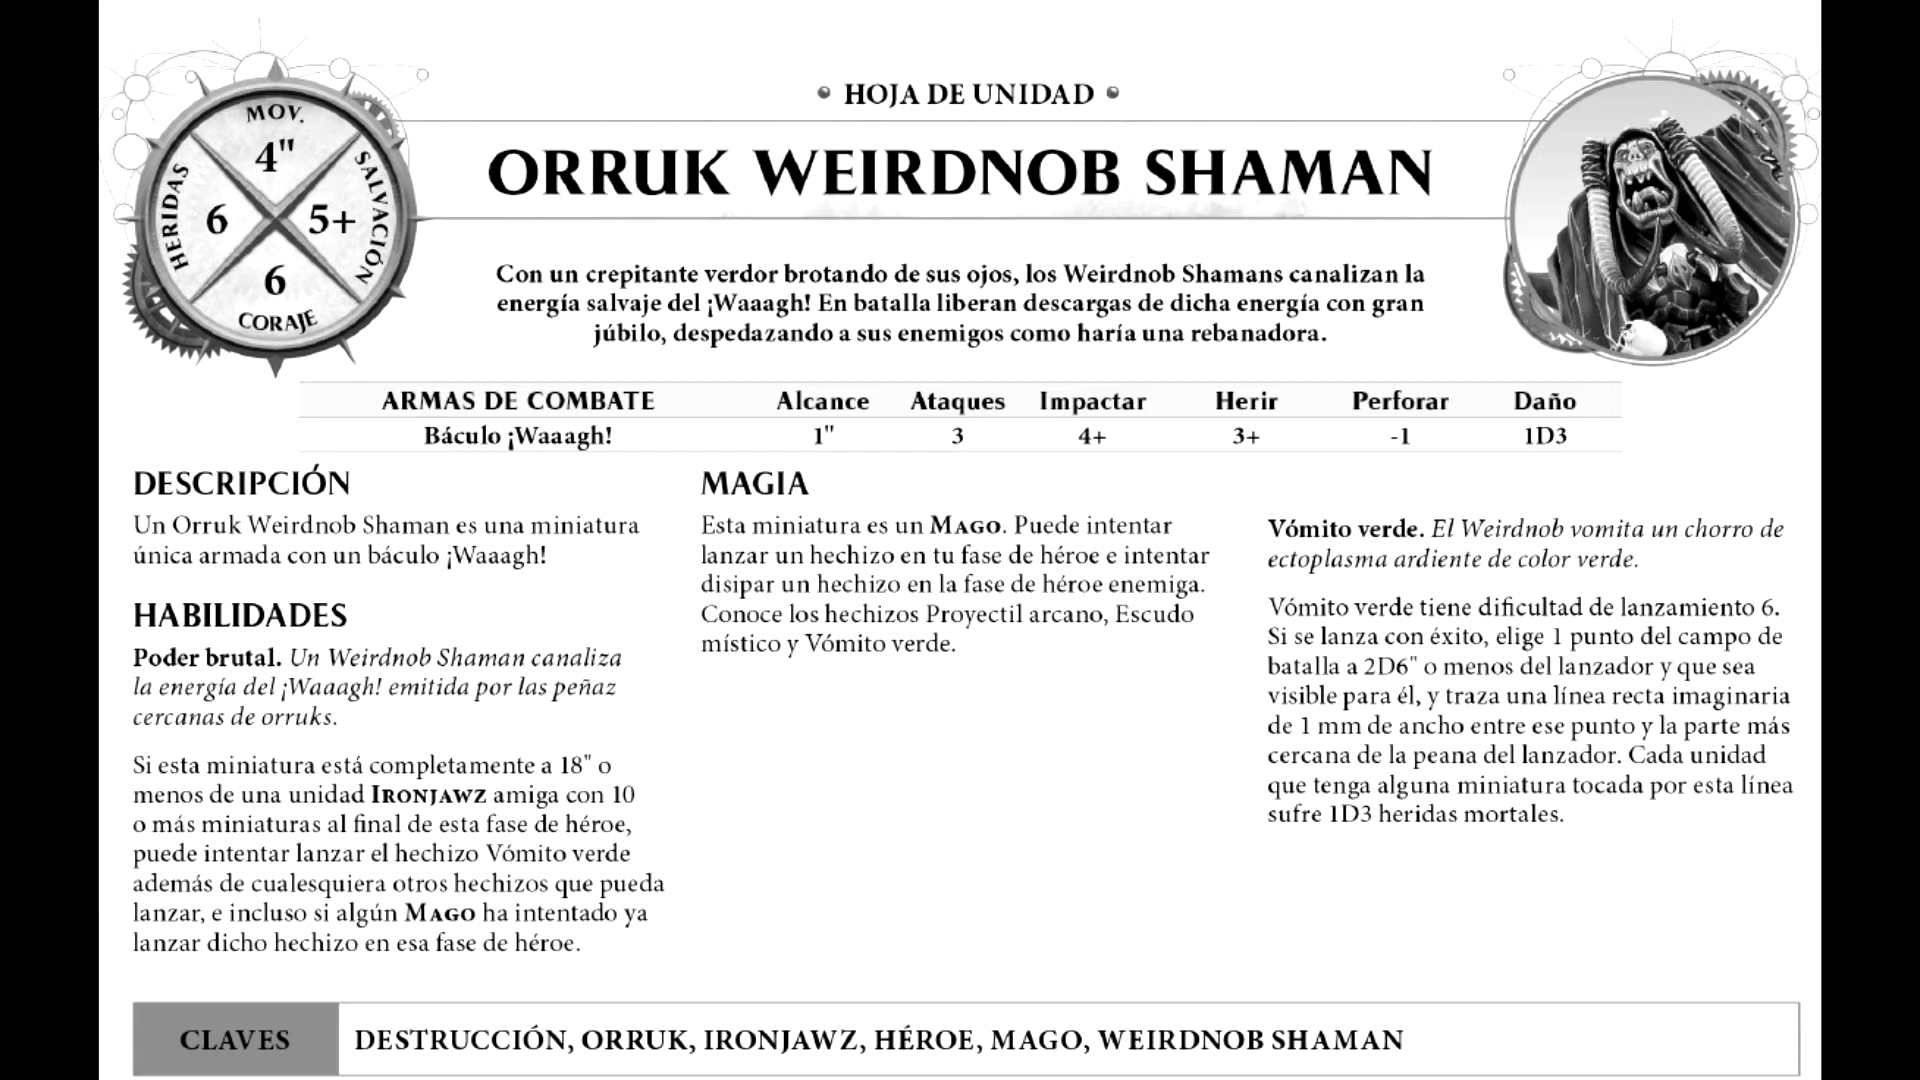 HOJA DE UNIDAD
MOV.
4"
HERIDAS
6
5+
SALVACIÓN
6
CORAJE
ORRUK WEIRDNOB SHAMAN
Con un crepitante verdor brotando de sus ojos, los Weirdnob Shamans canalizan la
energía salvaje del ¡Waaagh! En batalla liberan descargas de dicha energía con gran
júbilo, despedazando a sus enemigos como haría una rebanadora.
ARMAS DE COMBATE Alcance Ataques Impactar Herir Perforar Daño
Báculo ¡Waaagh! 1" 3 4+ 3+ -1 1D3
DESCRIPCIÓN
Un Orruk Weirdnob Shaman es una miniatura
única armada con un báculo ¡Waaagh!
HABILIDADES
Poder brutal. Un Weirdnob Shaman canaliza
la energía del ¡Waaagh! emitida por las peñaz
cercanas de orruks.
Si esta miniatura está completamente a 18" o
menos de una unidad IRONJAWZ amiga con 10
o más miniaturas al final de esta fase de héroe,
puede intentar lanzar el hechizo Vómito verde
además de cualesquiera otros hechizos que pueda
lanzar, e incluso si algún MAGO ha intentado ya
lanzar dicho hechizo en esa fase de héroe.
MAGIA
Esta miniatura es un MAGO. Puede intentar
lanzar un hechizo en tu fase de héroe e intentar
disipar un hechizo en la fase de héroe enemiga.
Conoce los hechizos Proyectil arcano, Escudo
místico y Vómito verde.
Vómito verde. El Weirdnob vomita un chorro de
ectoplasma ardiente de color verde.
Vómito verde tiene dificultad de lanzamiento 6.
Si se lanza con éxito, elige 1 punto del campo de
batalla a 2D6" o menos del lanzador y que sea
visible para él, y traza una línea recta imaginaria
de 1 mm de ancho entre ese punto y la parte más
cercana de la peana del lanzador. Cada unidad
que tenga alguna miniatura tocada por esta línea
sufre 1D3 heridas mortales.
CLAVES DESTRUCCIÓN, ORRUK, IRONJAWZ, HÉROE, MAGO, WEIRDNOB SHAMAN